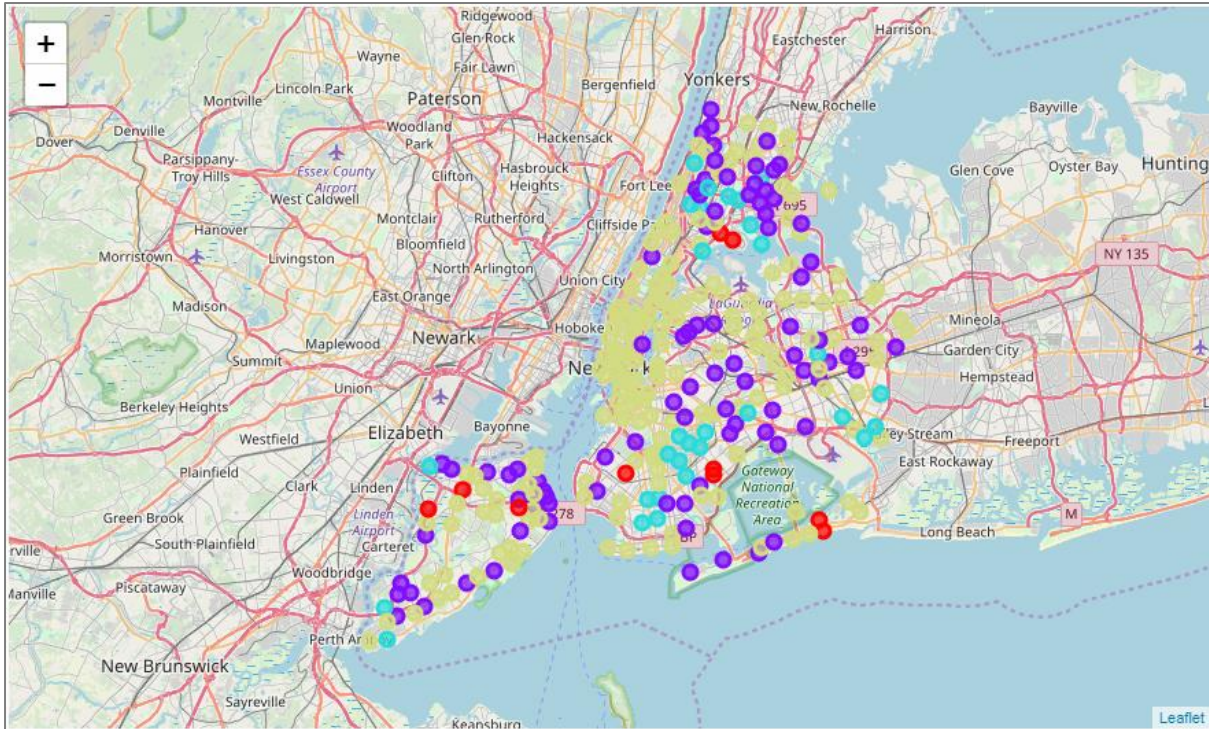 +
−
Ridgewood
Glen Rock
Eastchester
Harrison
Wayne
Fair Lawn
Lincoln Park
Bergenfield
Yonkers
Montville
Paterson
New Rochelle
Bayville
Denville
Woodland
Park
Hackensack
Dover
Parsippany-
Troy Hills
Essex County
Airport
Clifton
Hasbrouck
Heights
Glen Cove
Oyster Bay
Hunting
West Caldwell
Fort Lee
Montclair
Rutherford
695
Hanover
Bloomfield
Cliffside
Morristown
Livingston
North Arlington
NY 135
Union City
East Orange
LaGuardia
Madison
Newark
Mineola
Maplewood
Summit
Garden City
Union
Hempstead
Berkeley Heights
Bayonne
Westfield
Elizabeth
Freeport
Plainfield
Clark
Linden
East Rockaway
Gateway
National
Recreation
Area
Linden
Airport
Green Brook
278
M
South Plainfield
Carteret
Long Beach
Woodbridge
Piscataway
Perth
New Brunswick
Sayreville
Keansburg
Leaflet